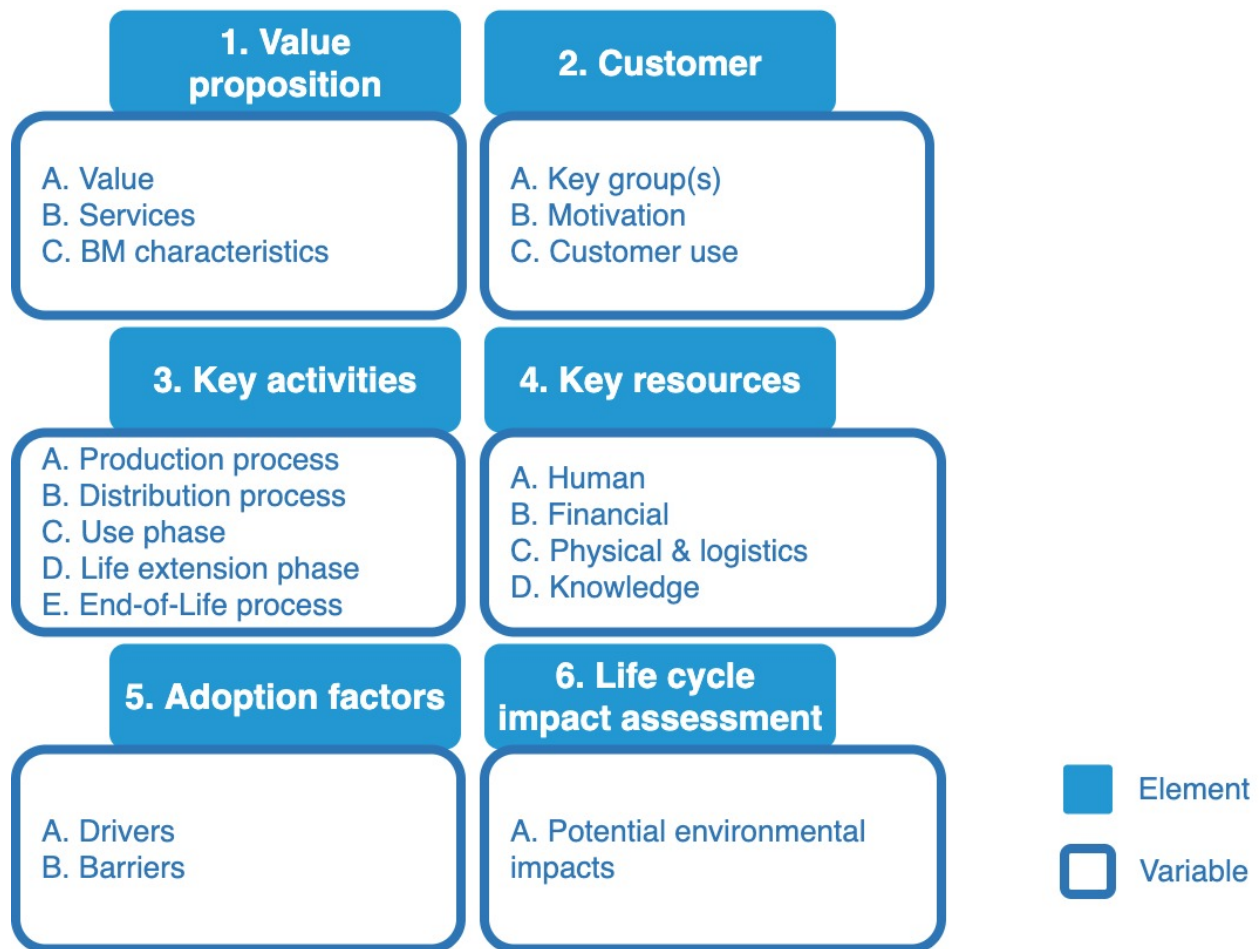 1. Value
proposition
A. Value
B. Services
C. BM characteristics
2. Customer
A. Key group(s)
B. Motivation
C. Customer use
3. Key activities
A. Production process
B. Distribution process
C. Use phase
D. Life extension phase
E. End-of-Life process
4. Key resources
A. Human
B. Financial
C. Physical & logistics
D. Knowledge
5. Adoption factors
A. Drivers
B. Barriers
6. Life cycle
impact assessment
A. Potential environmental
impacts
Element
Variable